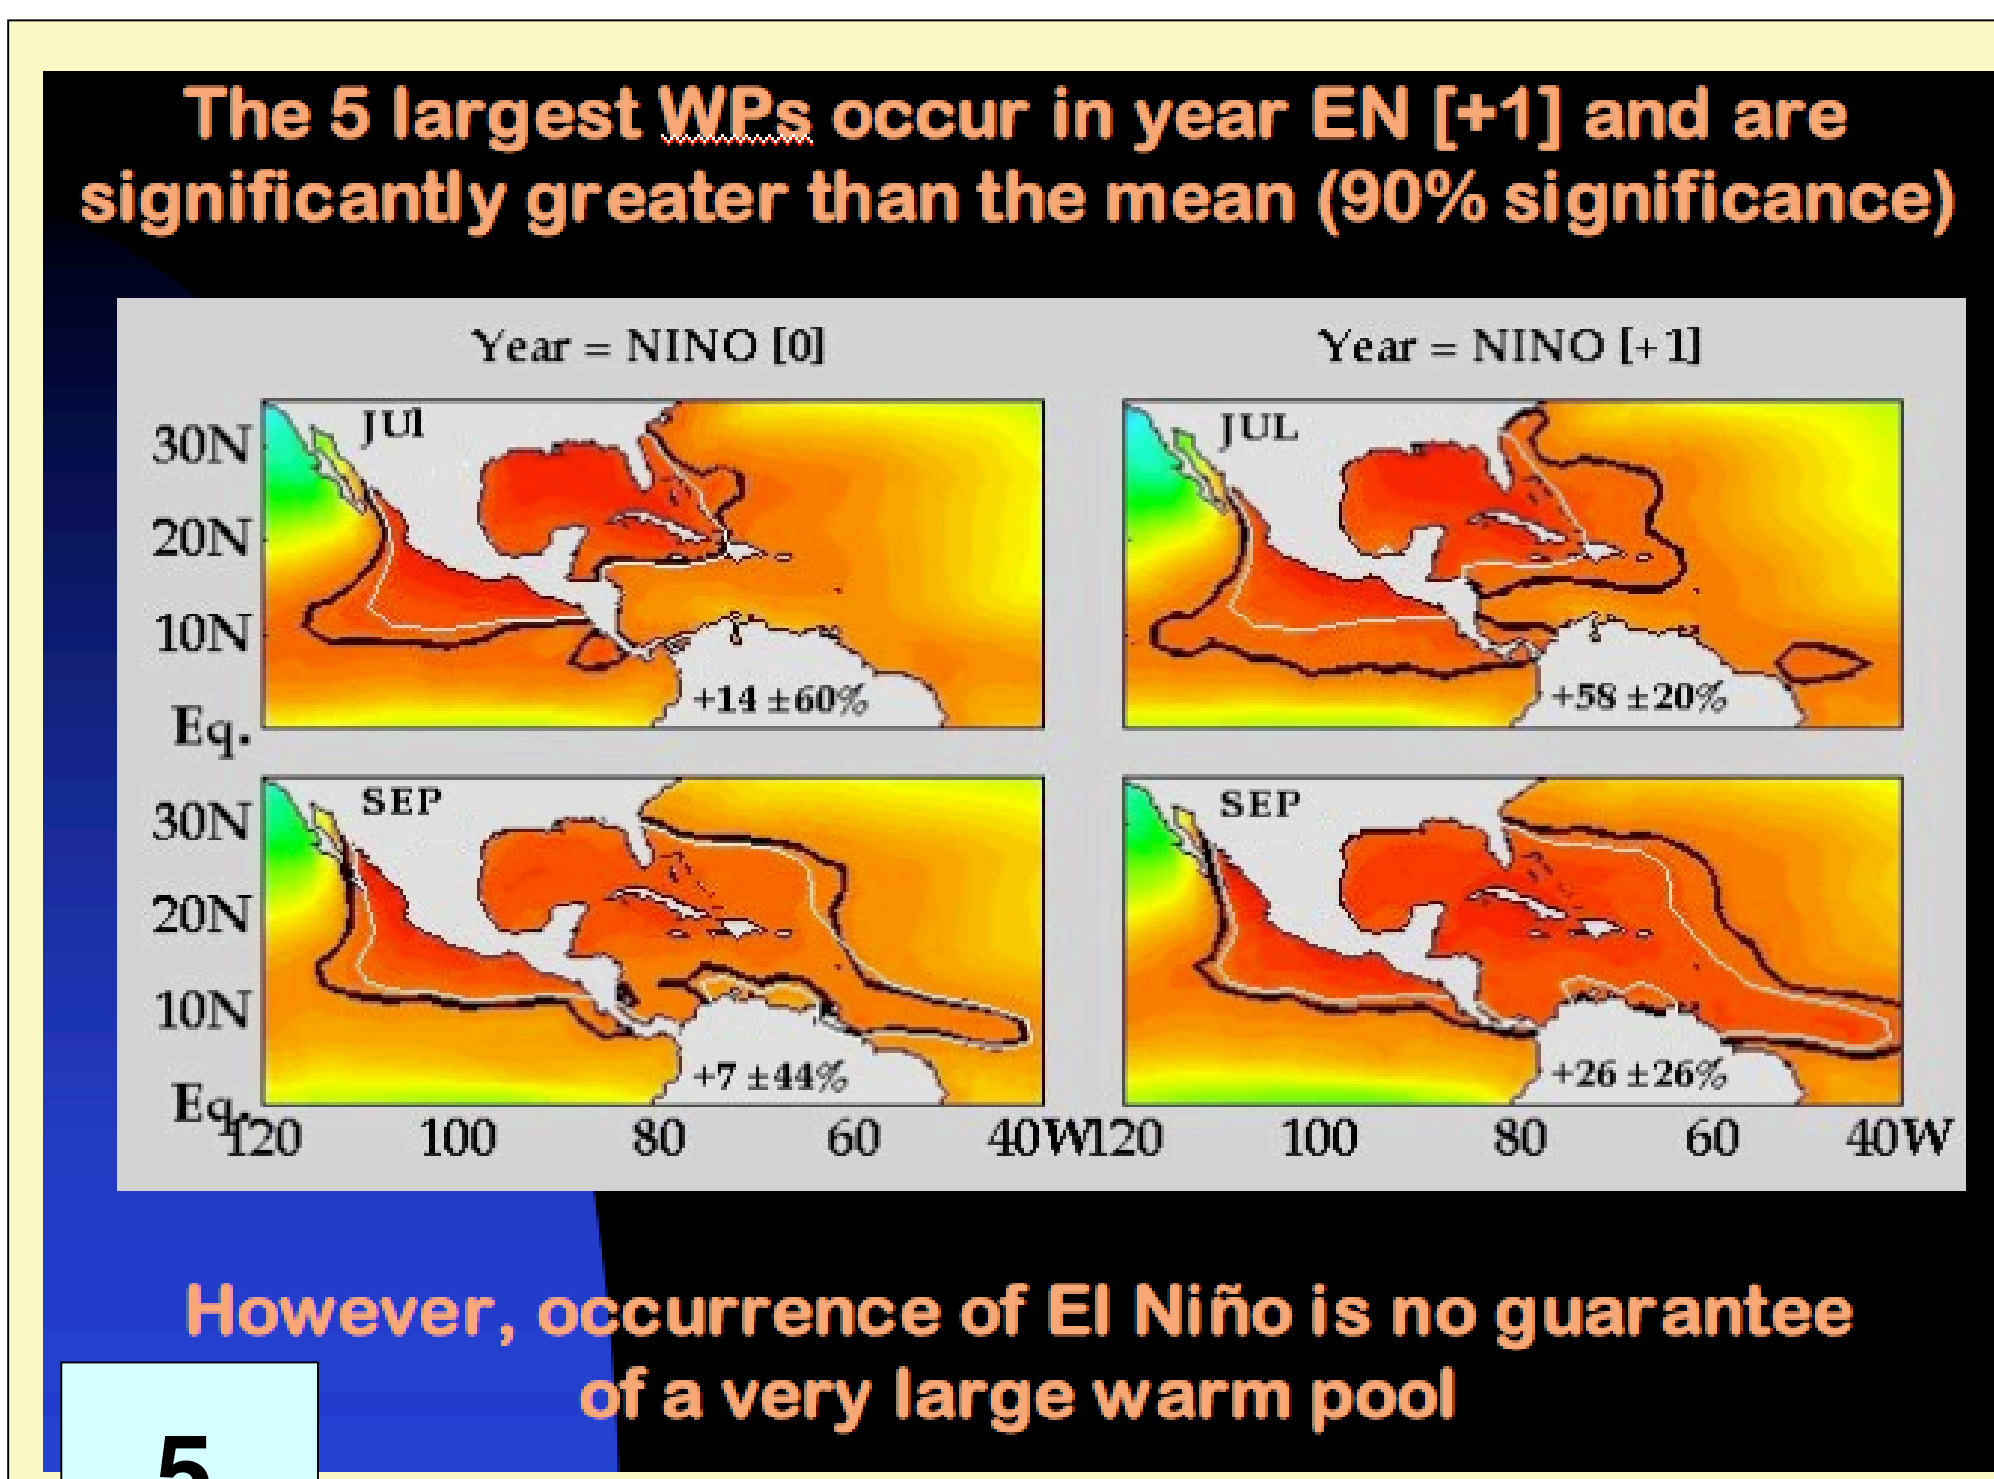 The 5 largest WPs occur in year EN [+1] and are
significantly greater than the mean (90% significance)
Year = NINO [0]
Year = NINO [+1]
30N
20N
10N
Eq.
JUl
+14 ±60%
JUL
+58 ±20%
30N
20N
10N
Eq.
SEP
+7 ±44%
SEP
+26 ±26%
120 100 80 60 40W
120 100 80 60 40W
However, occurrence of El Niño is no guarantee
of a very large warm pool
5